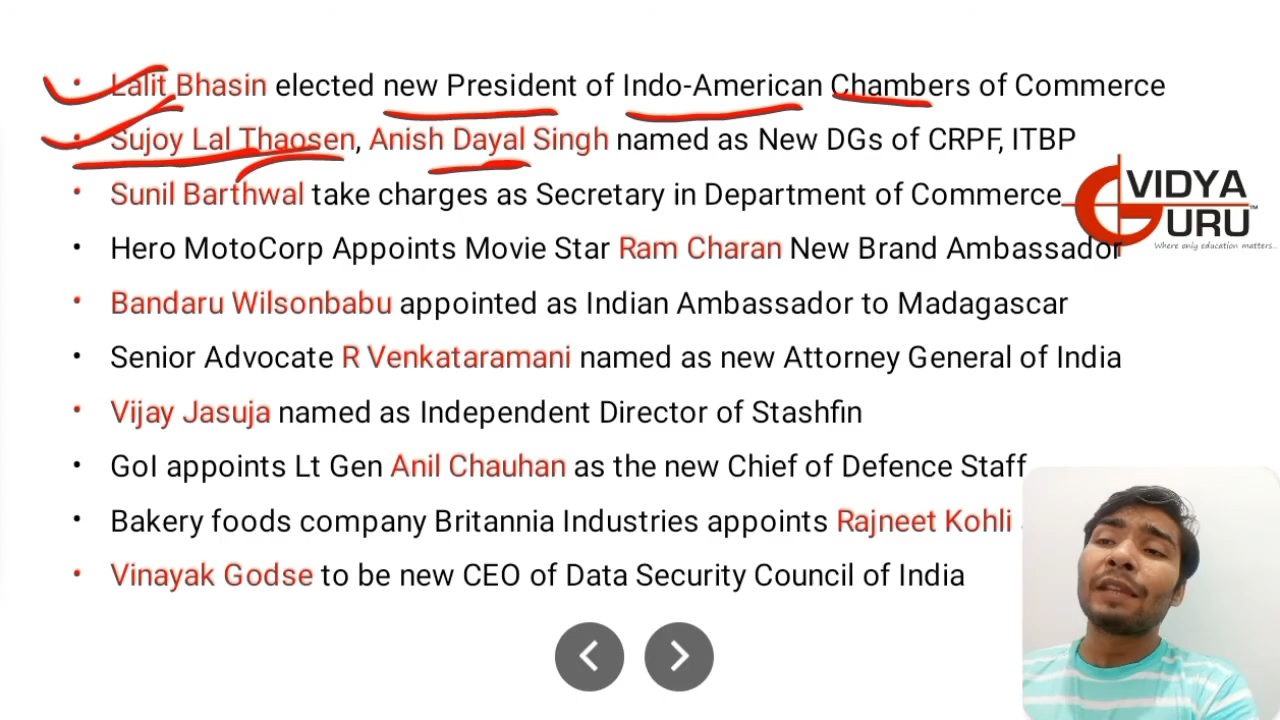 • Lalit Bhasin elected new President of Indo-American Chambers of Commerce
• Sujoy Lal Thaosen, Anish Dayal Singh named as New DGs of CRPF, ITBP
• Sunil Barthwal take charges as Secretary in Department of Commerce
VIDYA
GURU™
Where only education matters...
• Hero MotoCorp Appoints Movie Star Ram Charan New Brand Ambassador
• Bandaru Wilsonbabu appointed as Indian Ambassador to Madagascar
• Senior Advocate R Venkataramani named as new Attorney General of India
• Vijay Jasuja named as Independent Director of Stashfin
• GoI appoints Lt Gen Anil Chauhan as the new Chief of Defence Staff
• Bakery foods company Britannia Industries appoints Rajneet Kohli
• Vinayak Godse to be new CEO of Data Security Council of India